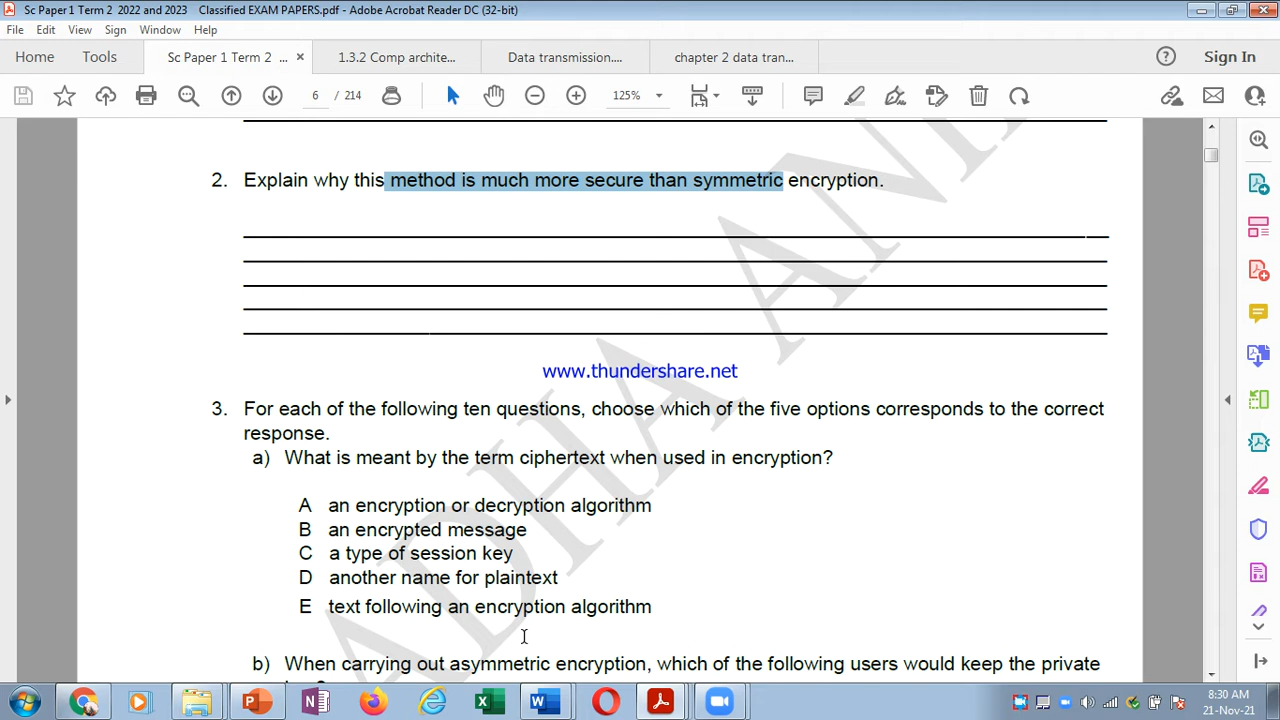 Sc Paper 1 Term 2  2022 and 2023    Classified EXAM PAPERS.pdf - Adobe Acrobat Reader DC (32-bit)
File Edit View Sign Window Help
Home Tools Sc Paper 1 Term 2 ... × 1.3.2 Comp archite... Data transmission.... chapter 2 data tran... Sign In
6 / 214 125%
2. Explain why this method is much more secure than symmetric encryption.
www.thundershare.net
3. For each of the following ten questions, choose which of the five options corresponds to the correct
response.
a) What is meant by the term ciphertext when used in encryption?
A an encryption or decryption algorithm
B an encrypted message
C a type of session key
D another name for plaintext
E text following an encryption algorithm
b) When carrying out asymmetric encryption, which of the following users would keep the private
8:30 AM
21-Nov-21